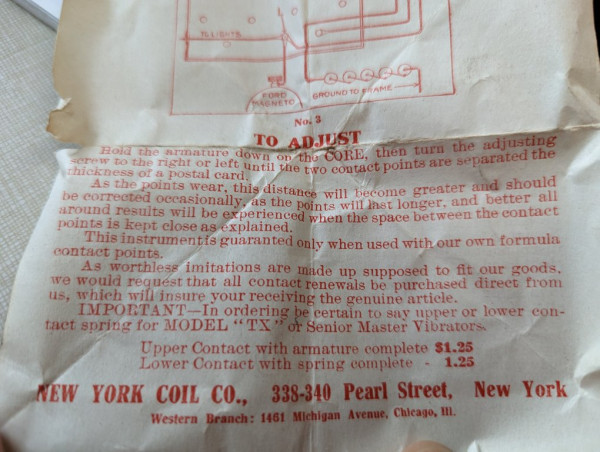 L C
TO LIGHTS
FORD
MAGNETO
GROUND TO FRAME
No. 3
TO ADJUST
Hold the armature down on the CORE, then turn the adjusting
screw to the right or left until the two contact points are separated the
thickness of a postal card.
As the points wear, this distance will become greater and should
be corrected occasionally, as the points will last longer, and better all
around results will be experienced when the space between the contact
points is kept close as explained.
This instrument is guaranted only when used with our own formula
contact points.
As worthless imitations are made up supposed to fit our goods,
we would request that all contact renewals be purchased direct from
us, which will insure your receiving the genuine article.
IMPORTANT—In ordering be certain to say upper or lower con-
tact spring for MODEL "TX" or Senior Master Vibrators.
Upper Contact with armature complete $1.25
Lower Contact with spring complete - 1.25
NEW YORK COIL CO., 338-340 Pearl Street, New York
Western Branch: 1461 Michigan Avenue, Chicago, Ill.